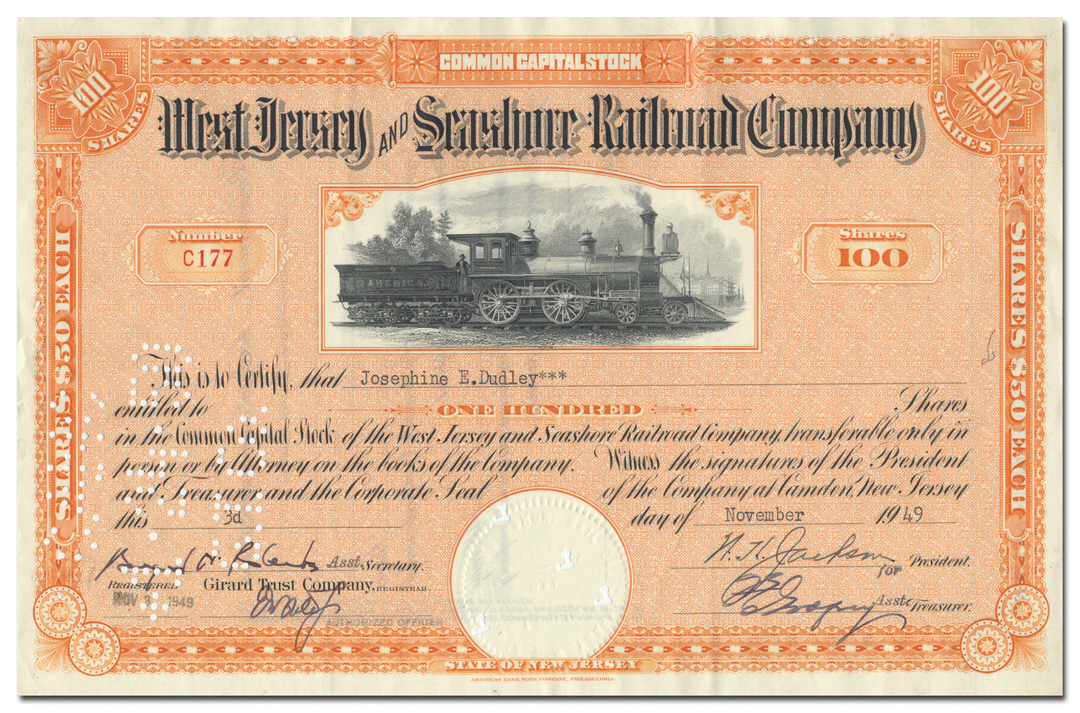 COMMON CAPITAL STOCK
100 SHARES
100 SHARES
West Jersey AND Seashore Railroad Company
Number
C177
Shares
100
AMERICA
SHARES $50 EACH
SHARES $50 EACH
This is to Certify, that Josephine E.Dudley***
entitled to ONE HUNDRED Shares
in the Common Capital Stock of the West Jersey and Seashore Railroad Company, transferable only in
person or by Attorney on the books of the Company. Witness the signatures of the President
and Treasurer and the Corporate Seal of the Company at Camden, New Jersey
this 3d day of November 1949
Asst. Secretary.
W. H. Jackson President.
for
REGISTERED
NOV 3 - 1949
Girard Trust Company, REGISTRAR.
AUTHORIZED OFFICER
Asst. Treasurer.
STATE OF NEW JERSEY
AMERICAN BANK NOTE COMPANY, PHILADELPHIA.